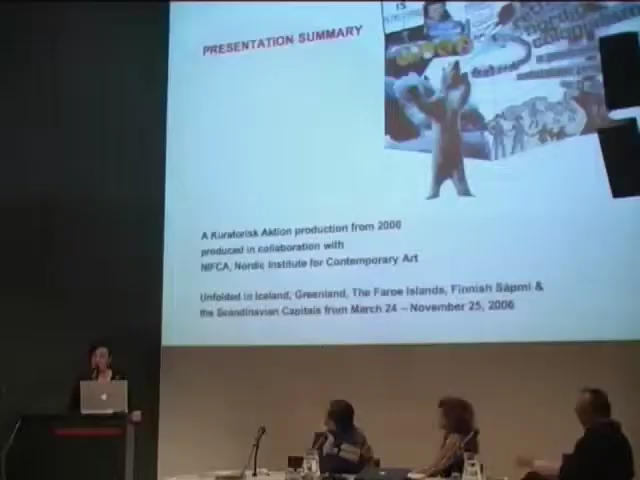 PRESENTATION SUMMARY
A Kuratorisk Aktion production from 2006
produced in collaboration with
NIFCA, Nordic Institute for Contemporary Art
Unfolded in Iceland, Greenland, The Faroe Islands, Finnish Sápmi &
the Scandinavian Capitals from March 24 – November 25, 2006